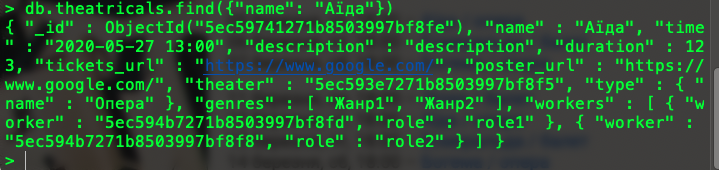 > db.theatricals.find({"name": "Аїда"})
{ "_id" : ObjectId("5ec59741271b8503997bf8fe"), "name" : "Аїда", "time
" : "2020-05-27 13:00", "description" : "description", "duration" : 12
3, "tickets_url" : "https://www.google.com/", "poster_url" : "https://
www.google.com/", "theater" : "5ec593e7271b8503997bf8f5", "type" : { "
name" : "Опера" }, "genres" : [ "Жанр1", "Жанр2" ], "workers" : [ { "w
orker" : "5ec594b7271b8503997bf8fd", "role" : "role1" }, { "worker" :
"5ec594b7271b8503997bf8f8", "role" : "role2" } ] }
>